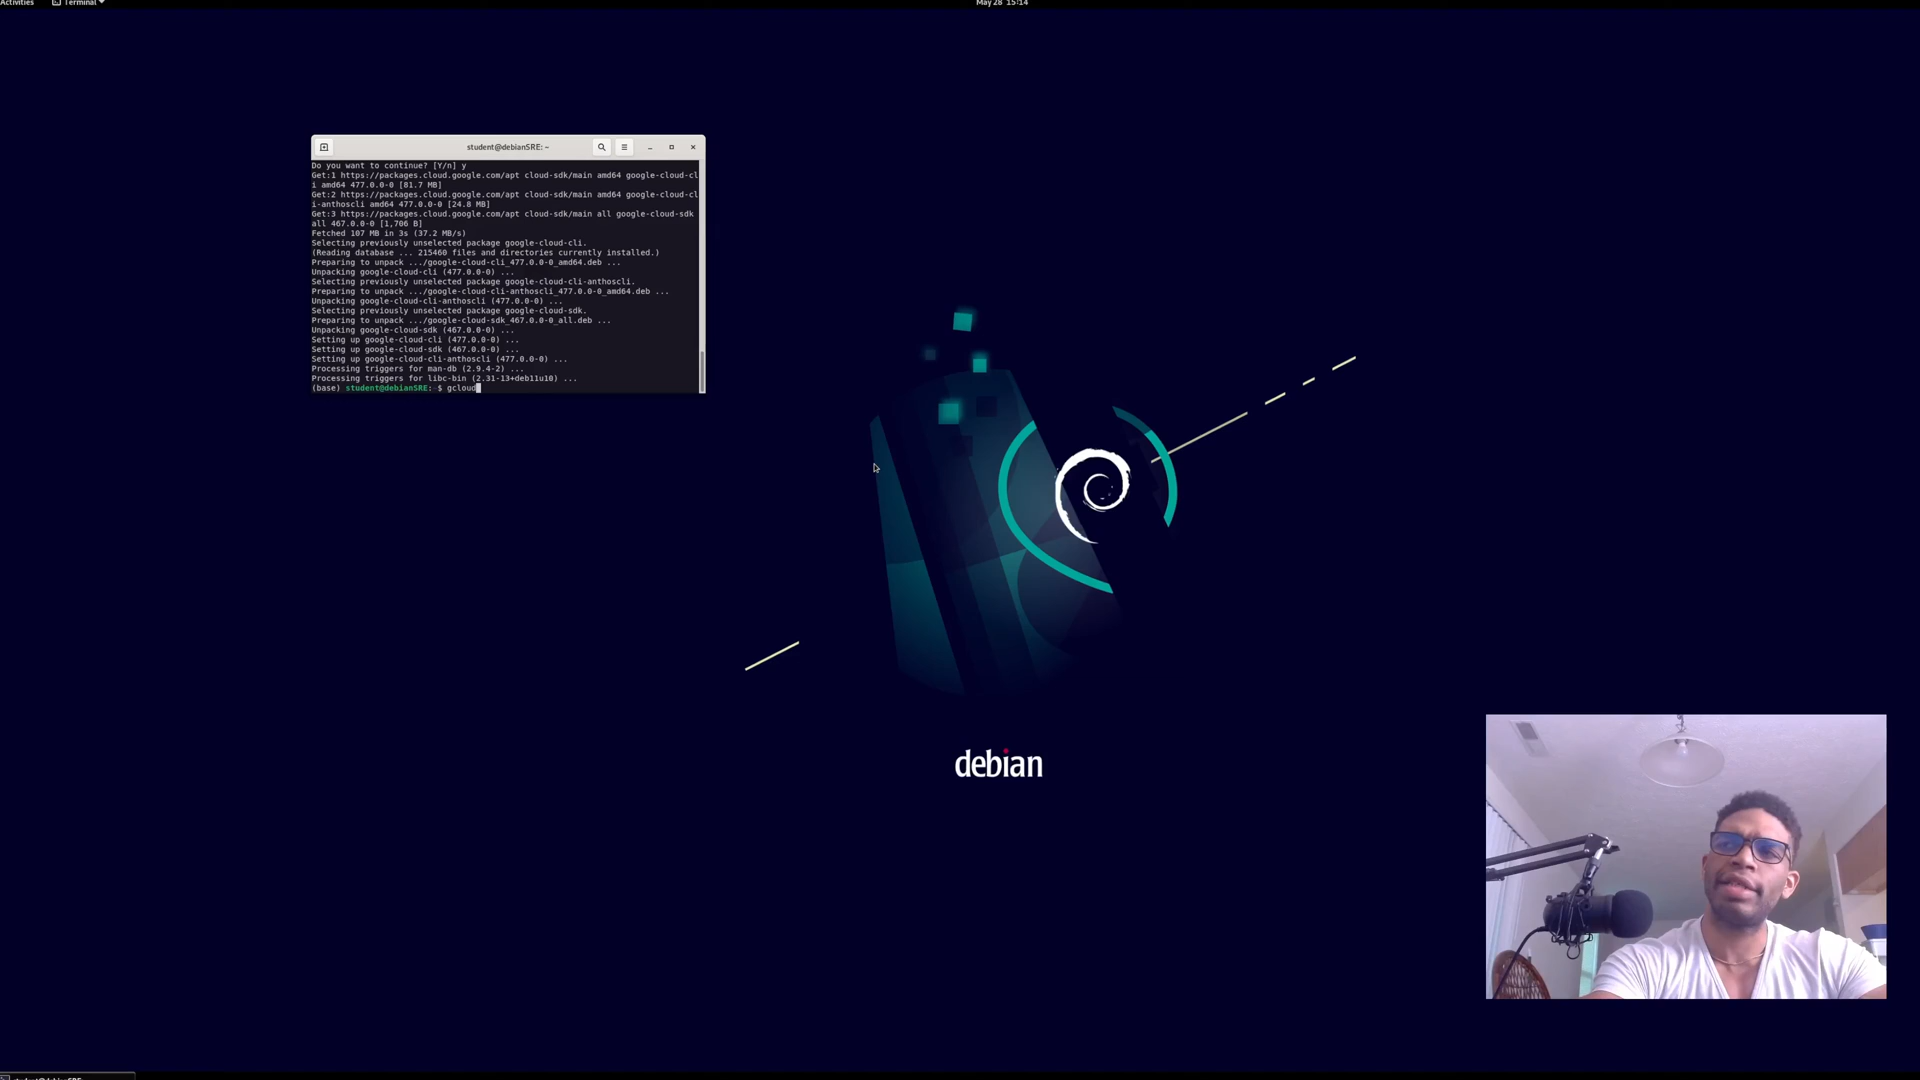 Activities Terminal May 28 15:14
student@debianSRE: ~
Do you want to continue? [Y/n] y
Get:1 https://packages.cloud.google.com/apt cloud-sdk/main amd64 google-cloud-cl
i amd64 477.0.0-0 [81.7 MB]
Get:2 https://packages.cloud.google.com/apt cloud-sdk/main amd64 google-cloud-cl
i-anthoscli amd64 477.0.0-0 [24.8 MB]
Get:3 https://packages.cloud.google.com/apt cloud-sdk/main all google-cloud-sdk
all 467.0.0-0 [1,706 B]
Fetched 107 MB in 3s (37.2 MB/s)
Selecting previously unselected package google-cloud-cli.
(Reading database ... 215460 files and directories currently installed.)
Preparing to unpack .../google-cloud-cli_477.0.0-0_amd64.deb ...
Unpacking google-cloud-cli (477.0.0-0) ...
Selecting previously unselected package google-cloud-cli-anthoscli.
Preparing to unpack .../google-cloud-cli-anthoscli_477.0.0-0_amd64.deb ...
Unpacking google-cloud-cli-anthoscli (477.0.0-0) ...
Selecting previously unselected package google-cloud-sdk.
Preparing to unpack .../google-cloud-sdk_467.0.0-0_all.deb ...
Unpacking google-cloud-sdk (467.0.0-0) ...
Setting up google-cloud-cli (477.0.0-0) ...
Setting up google-cloud-sdk (467.0.0-0) ...
Setting up google-cloud-cli-anthoscli (477.0.0-0) ...
Processing triggers for man-db (2.9.4-2) ...
Processing triggers for libc-bin (2.31-13+deb11u10) ...
(base) student@debianSRE:~$ gcloud
debian